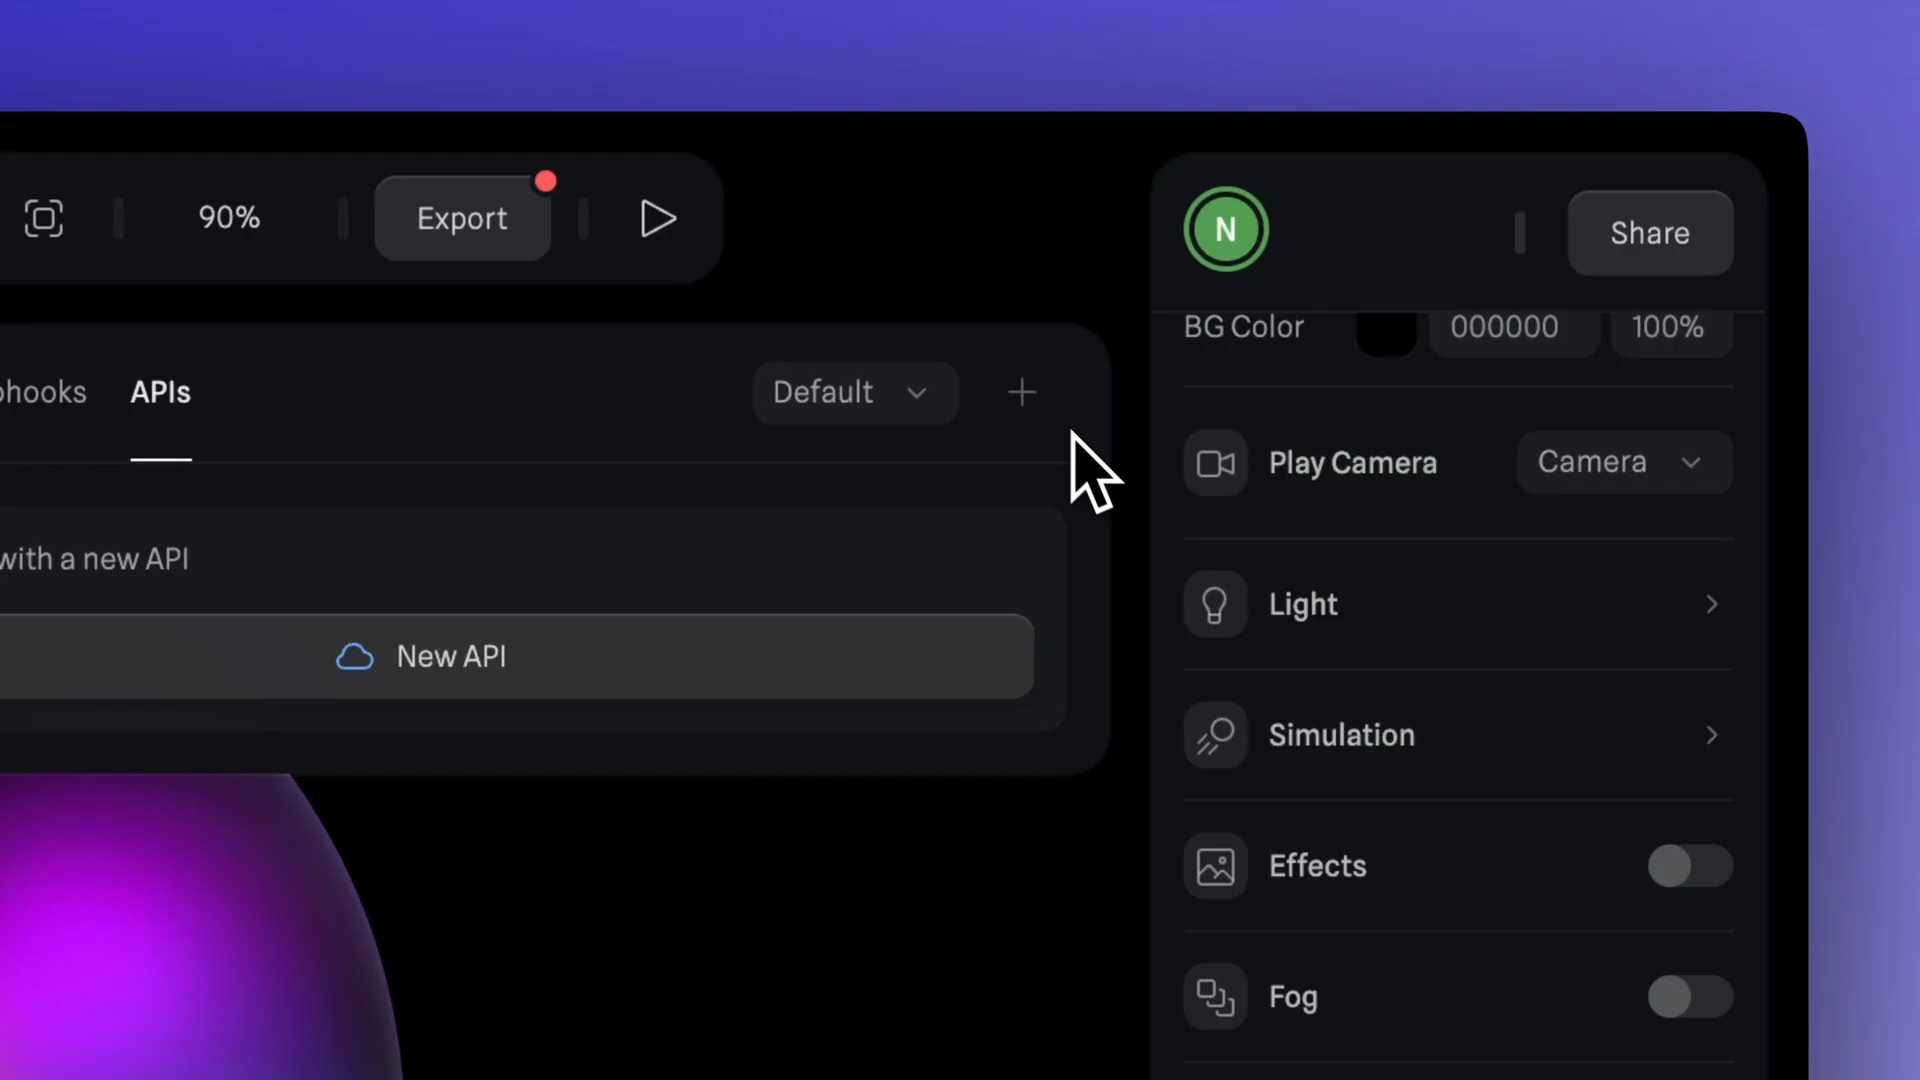 90%
Export
N
Share
BG Color
000000
100%
APIs
Default
Play Camera
Camera
with a new API
Light
New API
Simulation
Effects
Fog